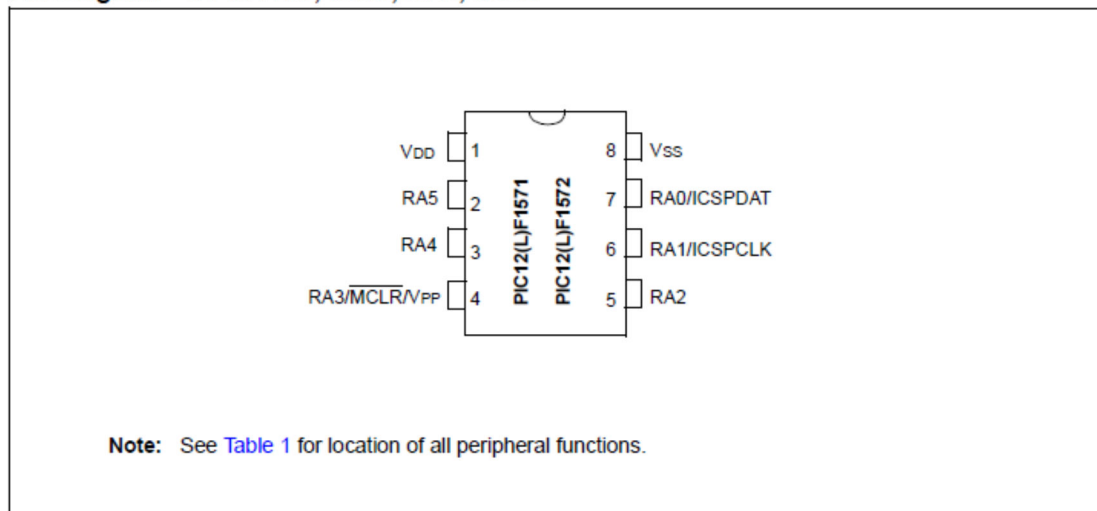 VDD 1 8 VSS
RA5 2 7 RA0/ICSPDAT
RA4 3 6 RA1/ICSPCLK
RA3/MCLR/VPP 4 5 RA2
PIC12(L)F1571
PIC12(L)F1572
Note: See Table 1 for location of all peripheral functions.